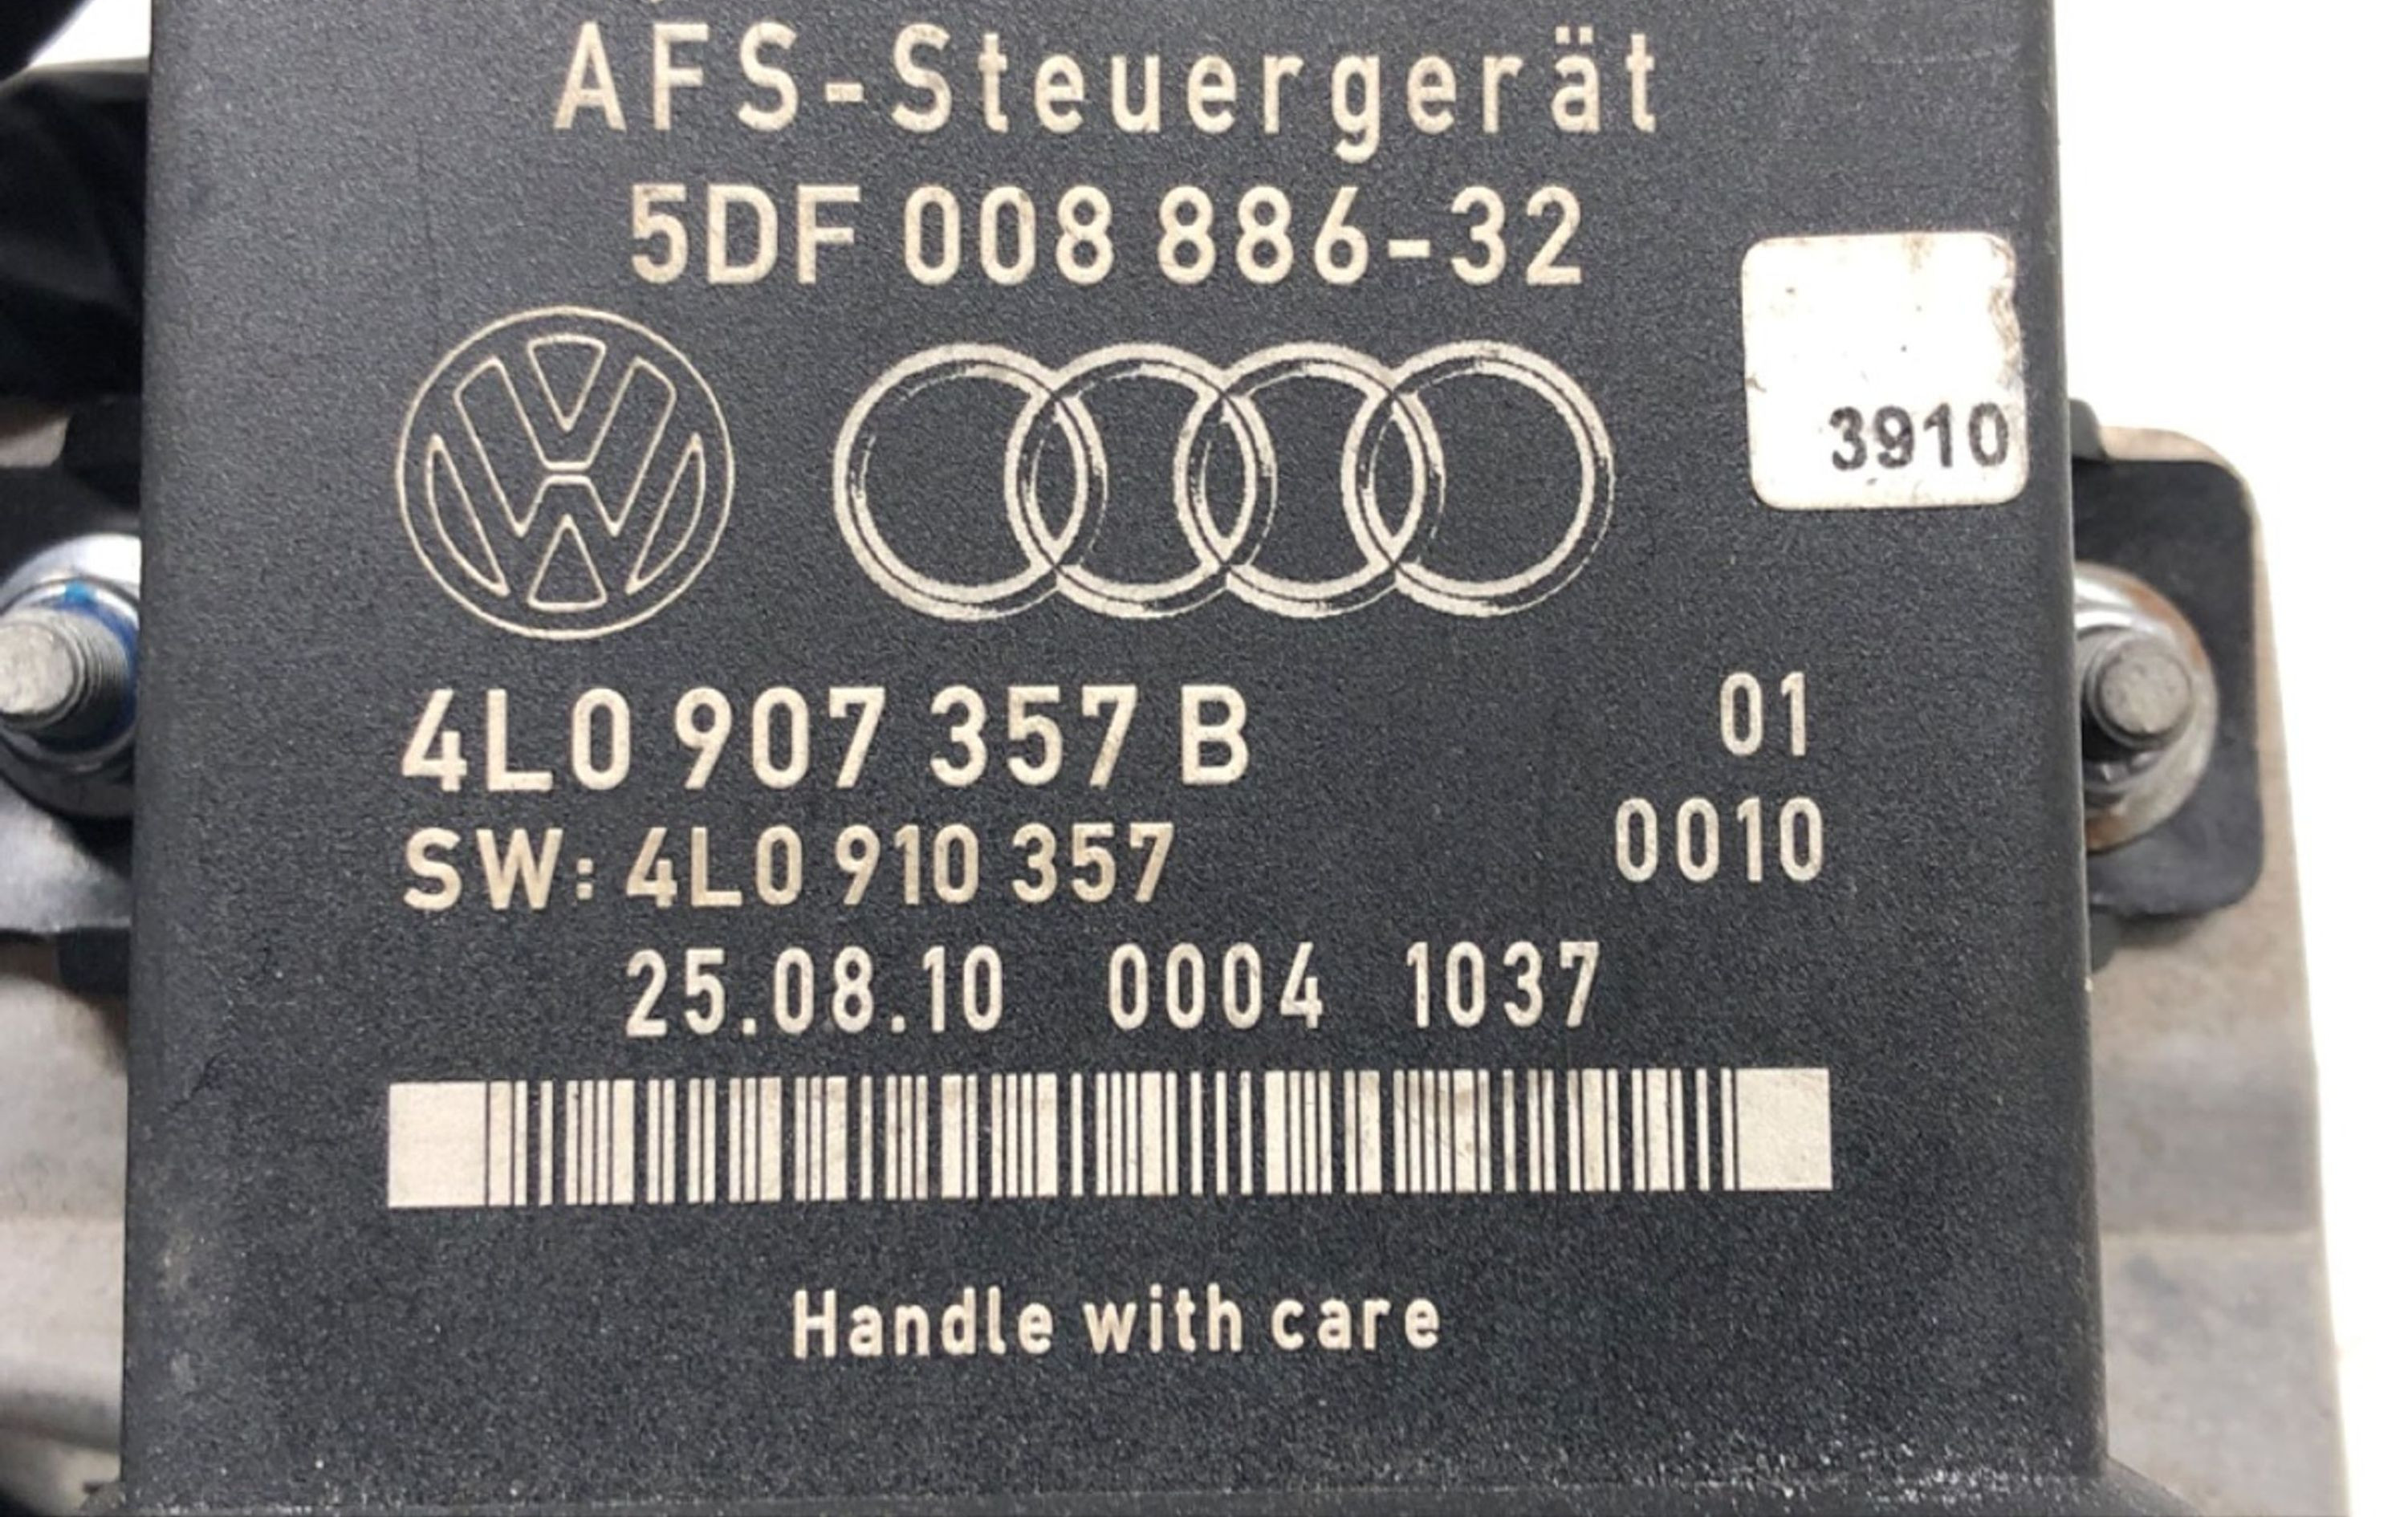 AFS-Steuergerät
5DF 008 886-32
3910
4L0 907 357 B 01
SW: 4L0 910 357 0010
25.08.10 0004 1037
Handle with care